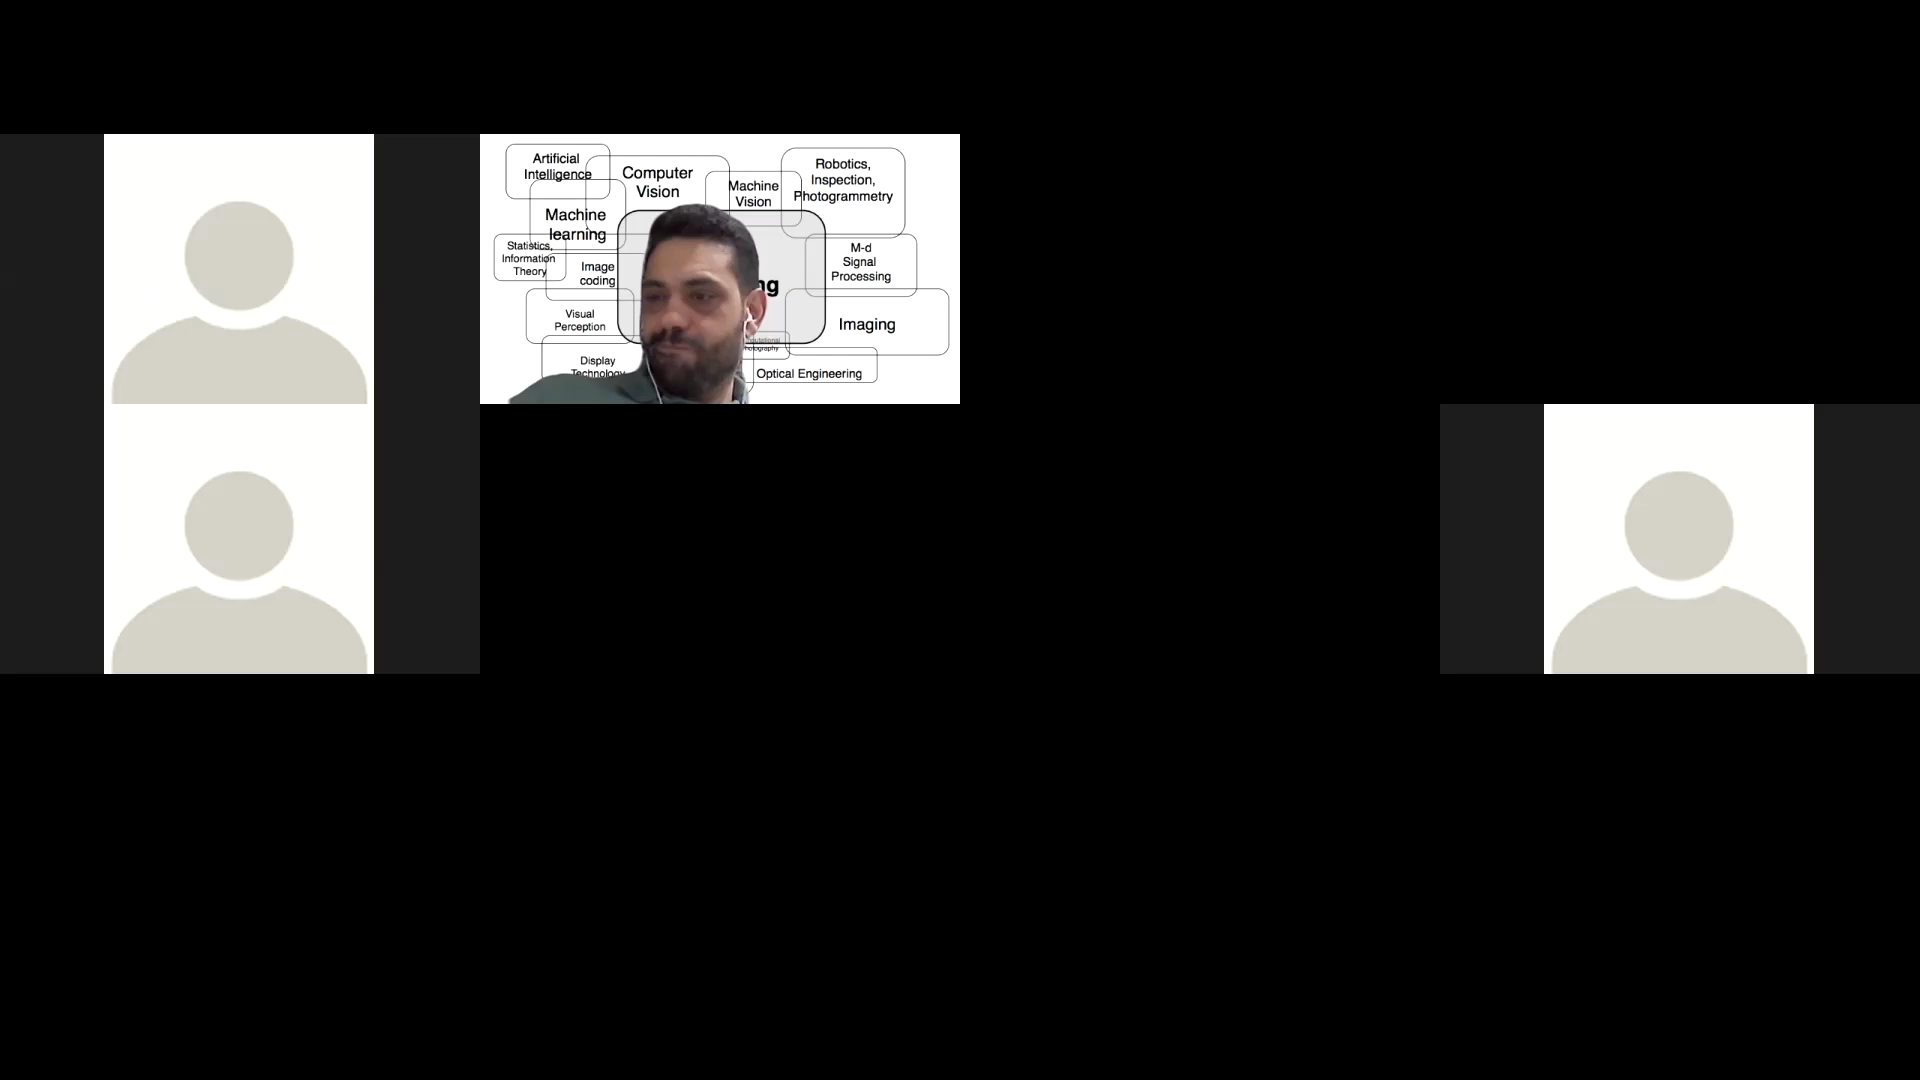 Artificial
Intelligence
Computer
Vision
Machine
Vision
Robotics,
Inspection,
Photogrammetry
Machine
learning
Statistics,
Information
Theory
Image
coding
M-d
Signal
Processing
ng
Visual
Perception
Imaging
Display
Technology
Optical Engineering